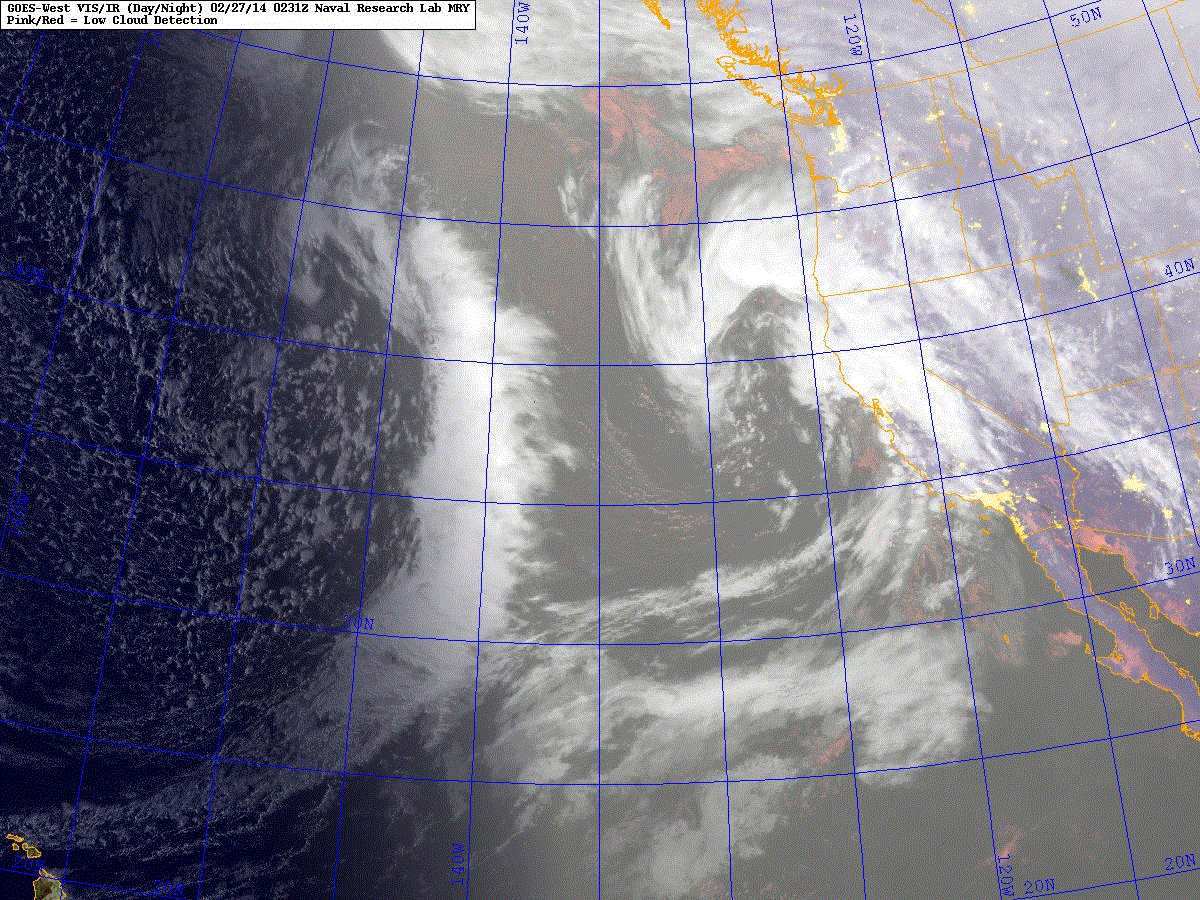 GOES-West VIS/IR (Day/Night) 02/27/14 0231Z Naval Research Lab MRY
Pink/Red = Low Cloud Detection
140W
120W
50N
40N
30N
30N
140W
120W
20N
20N